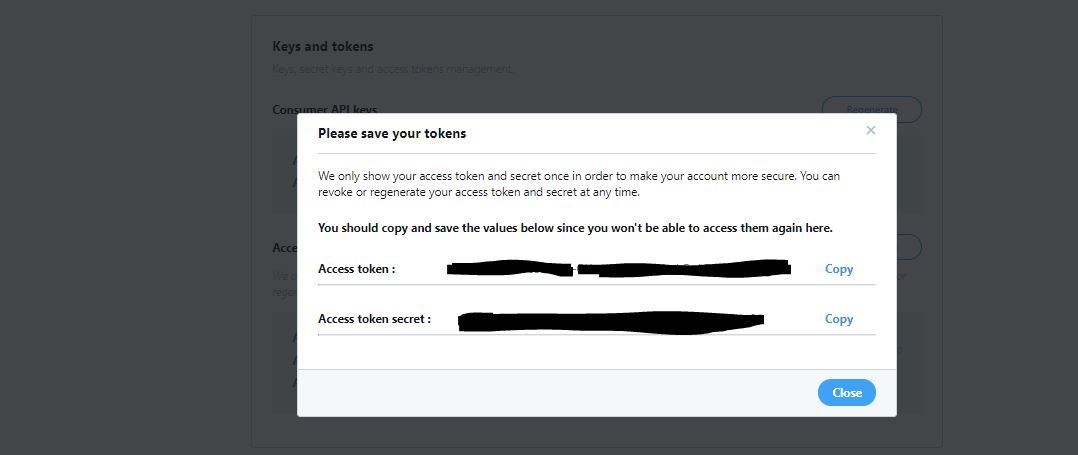 Keys and tokens
Keys, secret keys and access tokens management.
Consumer API keys
Regenerate
Please save your tokens
We only show your access token and secret once in order to make your account more secure. You can
revoke or regenerate your access token and secret at any time.
You should copy and save the values below since you won't be able to access them again here.
Access token :
Copy
Access token secret :
Copy
Close